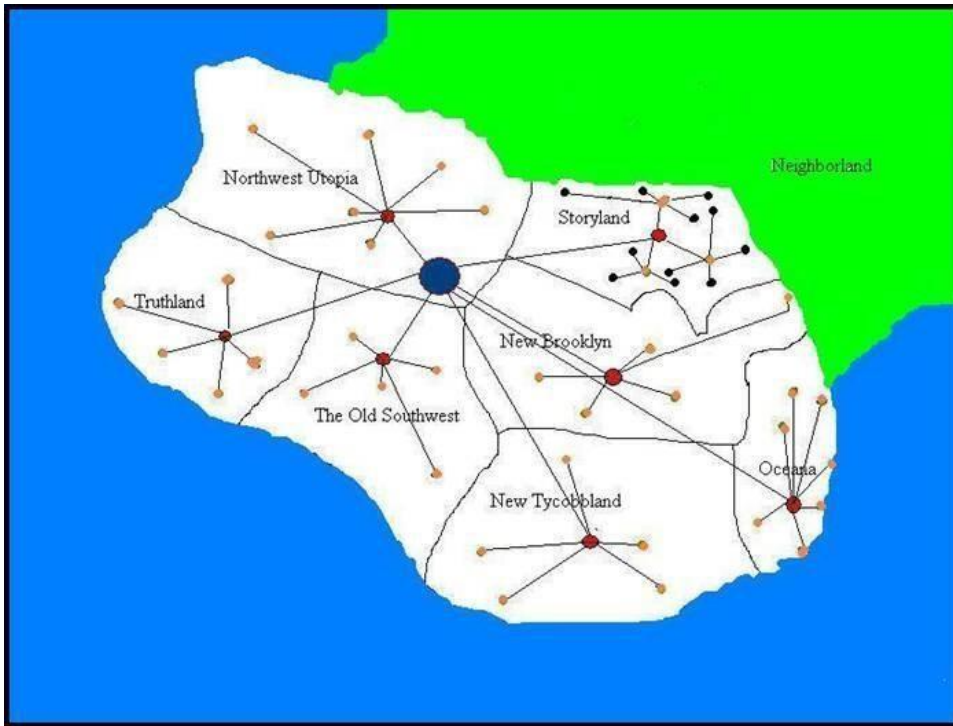 Neighborland
Northwest Utopia
Storyland
Truthland
New Brooklyn
The Old Southwest
Oceana
New Tycobbland